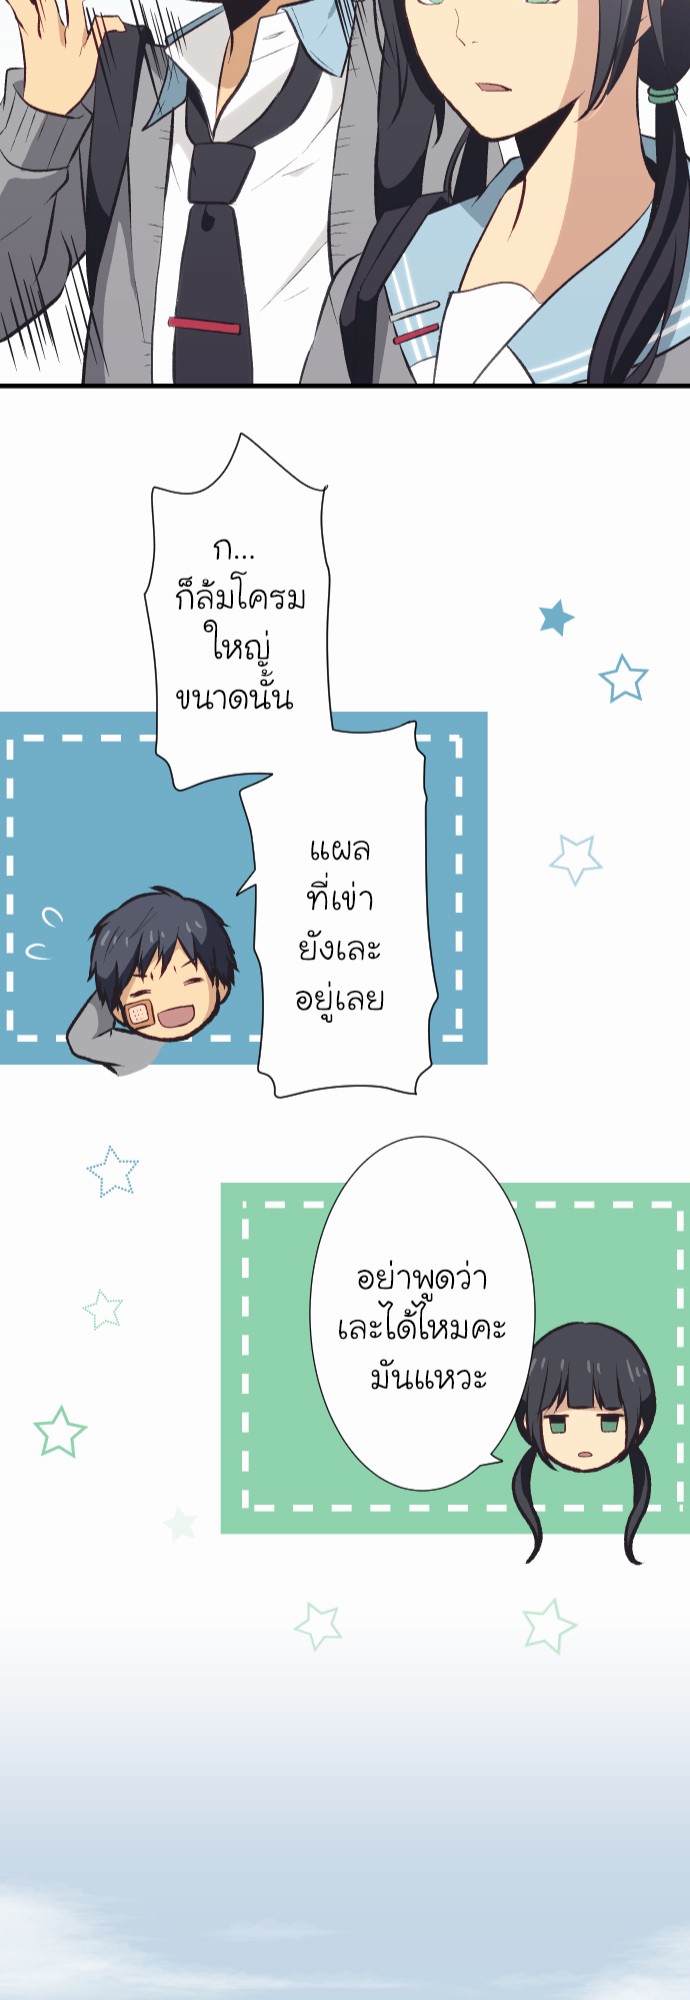 ก...
ก็ล้มโครม
ใหญ่
ขนาดนั้น
แผล
ที่เข่า
ยังเละ
อยู่เลย
อย่าพูดว่า
เละได้ไหมคะ
มันแหวะ